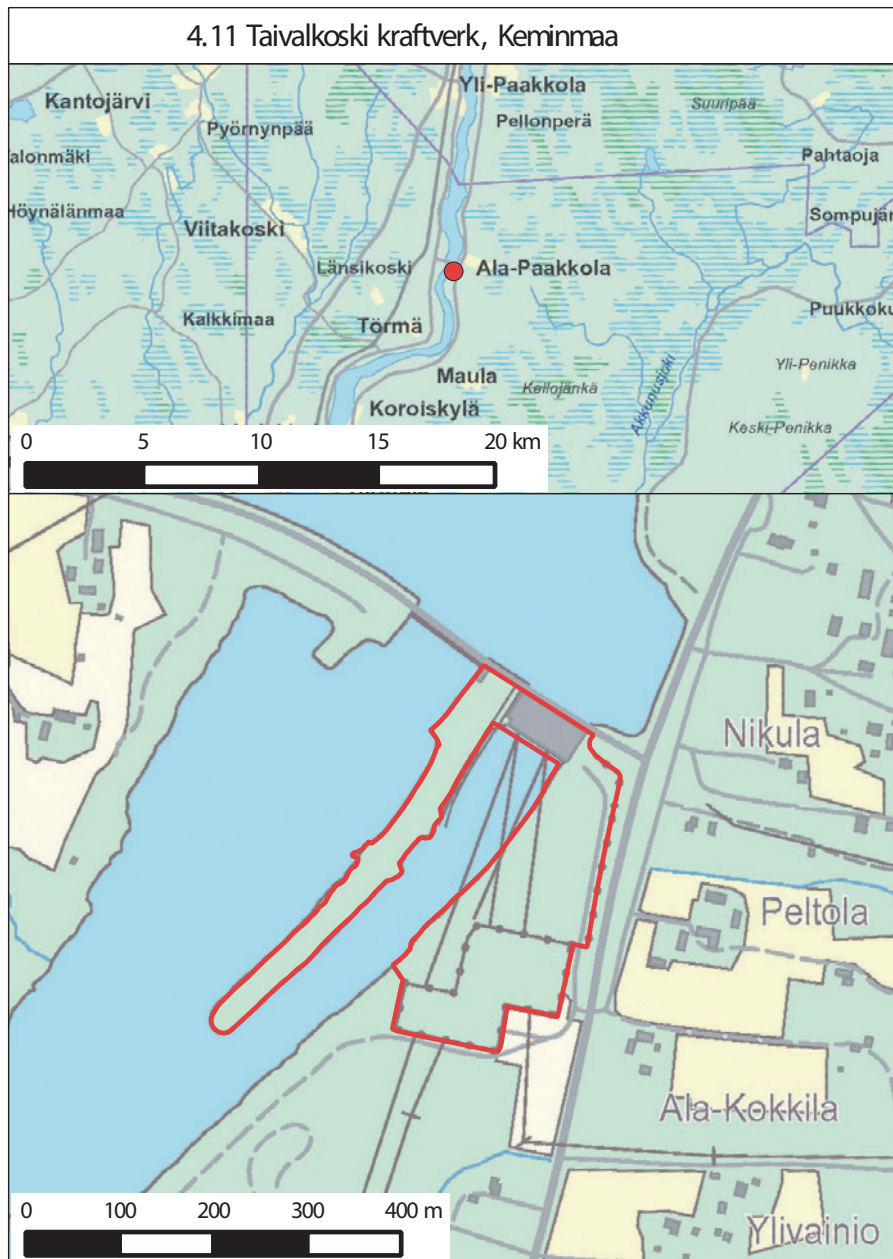 4.11 Taivalkoski kraftverk, Keminmaa
Kantojärvi
Yli-Paakkola
Suuripää
Pyörnynpää
Pellonperä
alonmäki
Pahtaoja
Höynälänmaa
Sompujär
Viitakoski
Länsikoski
Ala-Paakkola
Kalkkimaa
Törmä
Puukkoku
Maula
Kellojänkä
Akkunusjoki
Yli-Penikka
Koroiskylä
Keski-Penikka
0 5 10 15 20 km
Nikula
Peltola
Ala-Kokkila
0 100 200 300 400 m
Ylivainio